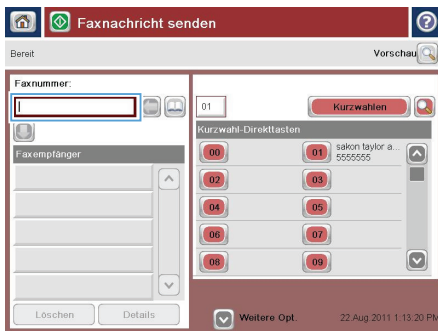 Faxnachricht senden
?
Bereit
Vorschau
Faxnummer:
01
Kurzwahlen
Kurzwahl-Direkttasten
Faxempfänger
00
01
sakon taylor a...
5555555
02
03
04
05
06
07
08
09
Löschen
Details
Weitere Opt.
22.Aug 2011 1:13:20 PM